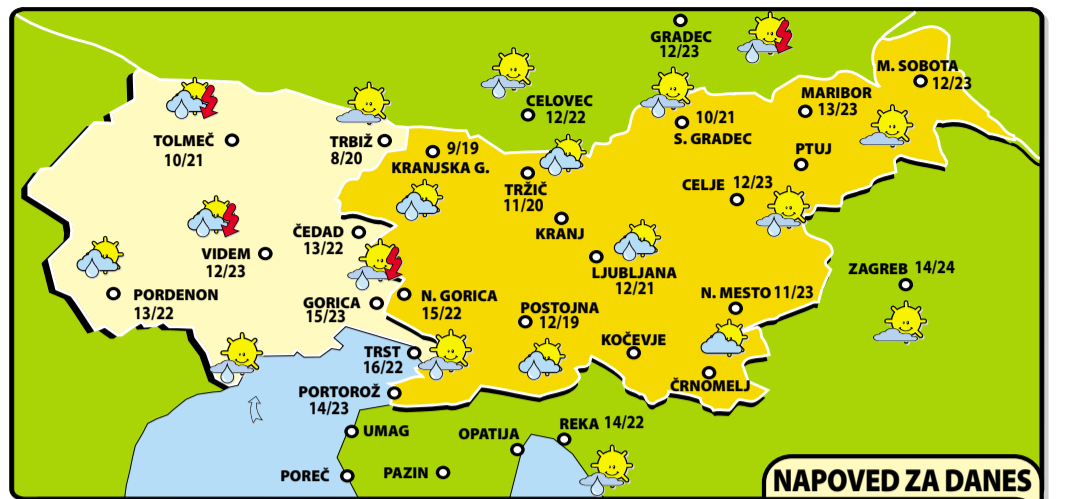 GRADEC
12/23
M. SOBOTA
12/23
MARIBOR
13/23
CELOVEC
12/22
10/21
S. GRADEC
TOLMEČ
10/21
TRBIŽ
8/20
9/19
KRANJSKA G.
PTUJ
TRŽIČ
11/20
CELJE 12/23
KRANJ
ČEDAD
13/22
VIDEM
12/23
LJUBLJANA
12/21
ZAGREB 14/24
PORDENON
13/22
GORICA
15/23
N. GORICA
15/22
N. MESTO 11/23
POSTOJNA
12/19
KOČEVJE
TRST
16/22
ČRNOMELJ
PORTOROŽ
14/23
UMAG
OPATIJA
REKA 14/22
POREČ
PAZIN
NAPOVED ZA DANES